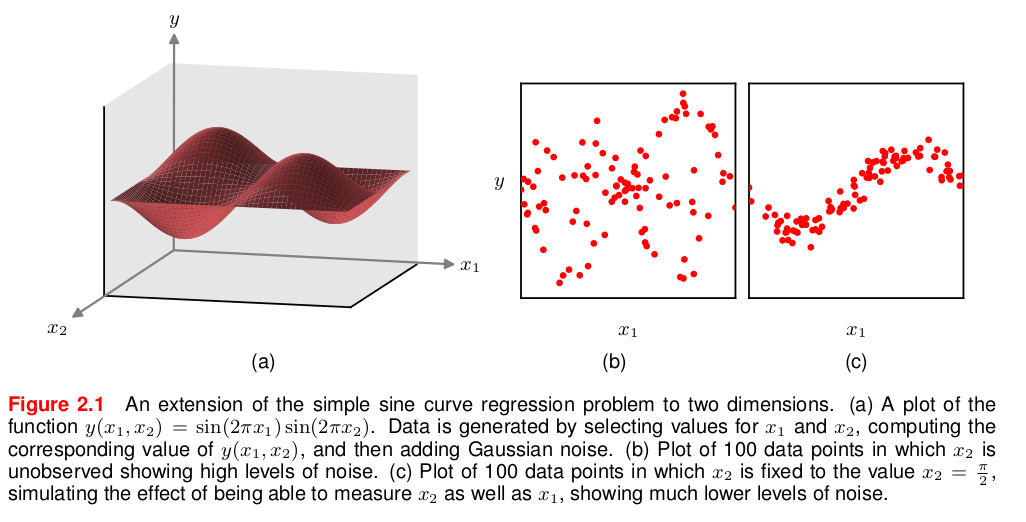 y
x₁
x₂
(a)
y
x₁
(b)
x₁
(c)
Figure 2.1 An extension of the simple sine curve regression problem to two dimensions. (a) A plot of the
function y(x₁, x₂) = sin(2πx₁) sin(2πx₂). Data is generated by selecting values for x₁ and x₂, computing the
corresponding value of y(x₁, x₂), and then adding Gaussian noise. (b) Plot of 100 data points in which x₂ is
unobserved showing high levels of noise. (c) Plot of 100 data points in which x₂ is fixed to the value x₂ = π/2,
simulating the effect of being able to measure x₂ as well as x₁, showing much lower levels of noise.